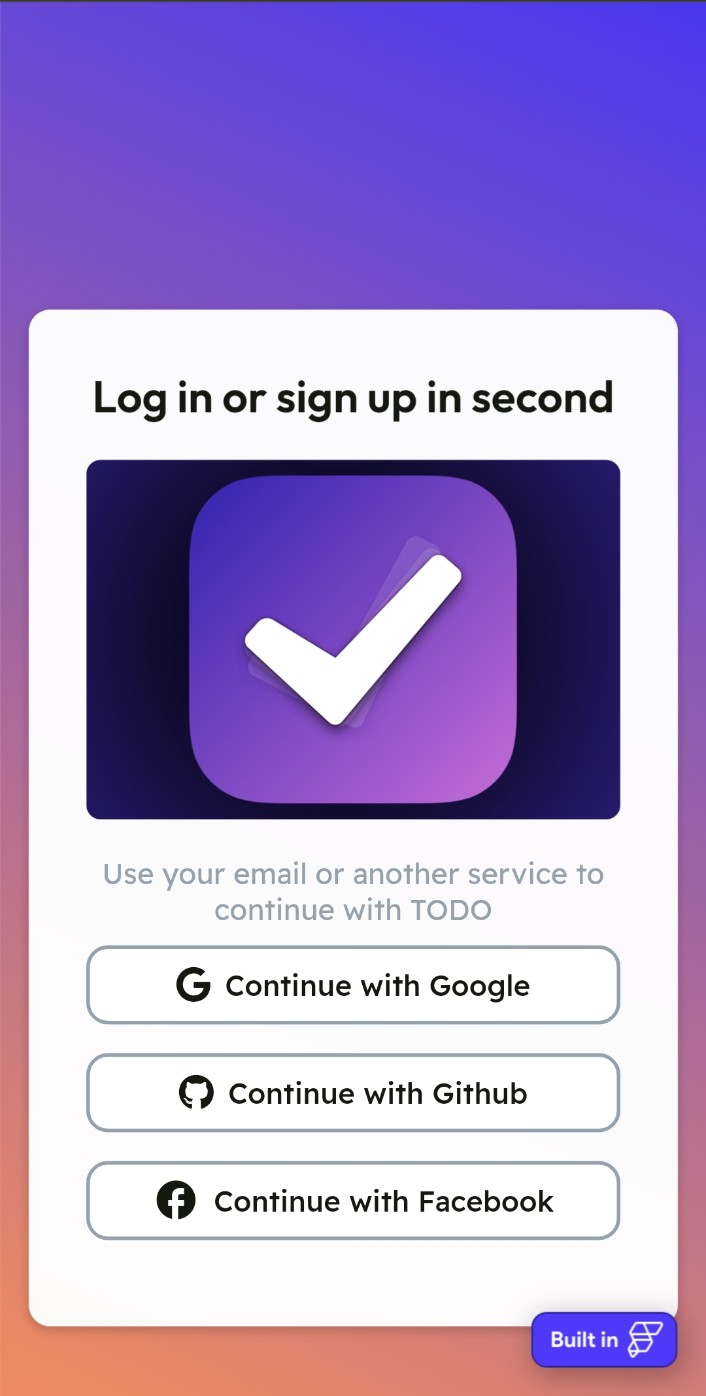 Log in or sign up in second
Use your email or another service to
continue with TODO
Continue with Google
Continue with Github
Continue with Facebook
Built in